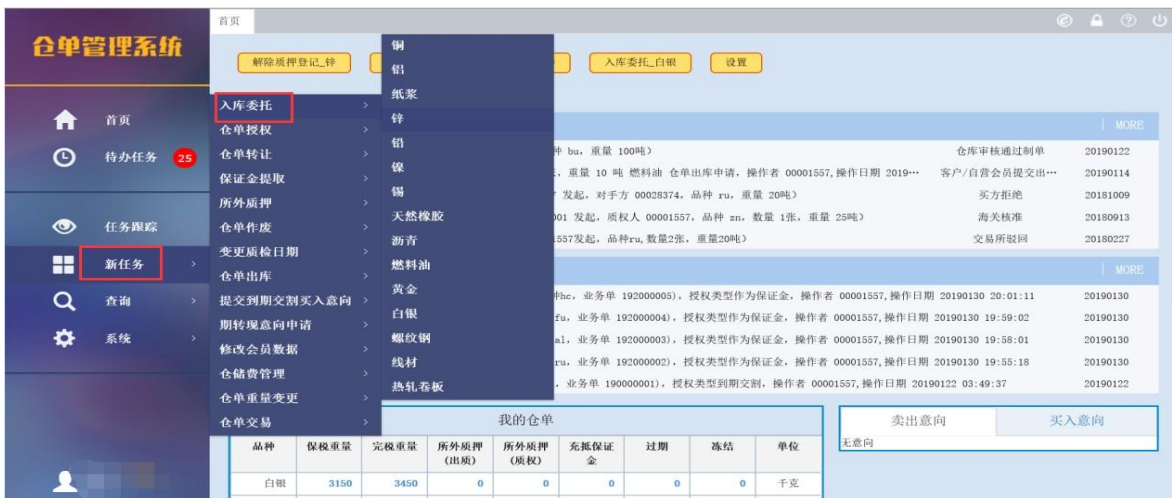 首页
仓单管理系统
解除质押登记_锌
入库委托_白银
设置
首页
待办任务 25
任务跟踪
新任务 >
查询 >
系统 >
入库委托 >
仓单授权 >
仓单转让 >
保证金提取 >
所外质押 >
仓单作废 >
变更质检日期 >
仓单出库 >
提交到期交割买入意向 >
期转现意向申请 >
修改会员数据 >
仓储费管理 >
仓单重量变更 >
仓单交易 >
铜
铝
纸浆
锌
铅
镍
锡
天然橡胶
沥青
燃料油
黄金
白银
螺纹钢
线材
热轧卷板
MORE
种 bu, 重量 100吨) 仓库审核通过制单 20190122
重量 10 吨 燃料油 仓单出库申请, 操作者 00001557,操作日期 2019… 客户/自营会员提交出… 20190114
发起, 对手方 00028374, 品种 ru, 重量 20吨) 买方拒绝 20181009
001 发起, 质权人 00001557, 品种 zn, 数量 1张, 重量 25吨) 海关核准 20180913
1557发起, 品种ru,数量2张, 重量20吨) 交易所驳回 20180227
MORE
hc, 业务单 192000005), 授权类型作为保证金, 操作者 00001557,操作日期 20190130 20:01:11 20190130
fu, 业务单 192000004), 授权类型作为保证金, 操作者 00001557,操作日期 20190130 19:59:02 20190130
al, 业务单 192000003), 授权类型作为保证金, 操作者 00001557,操作日期 20190130 19:58:01 20190130
ru, 业务单 192000002), 授权类型作为保证金, 操作者 00001557,操作日期 20190130 19:55:18 20190130
, 业务单 190000001), 授权类型到期交割, 操作者 00001557,操作日期 20190122 03:49:37 20190122
我的仓单
品种 保税重量 完税重量 所外质押(出质) 所外质押(质权) 充抵保证金 过期 冻结 单位
白银 3150 3450 0 0 0 0 0 千克
卖出意向 买入意向
无意向